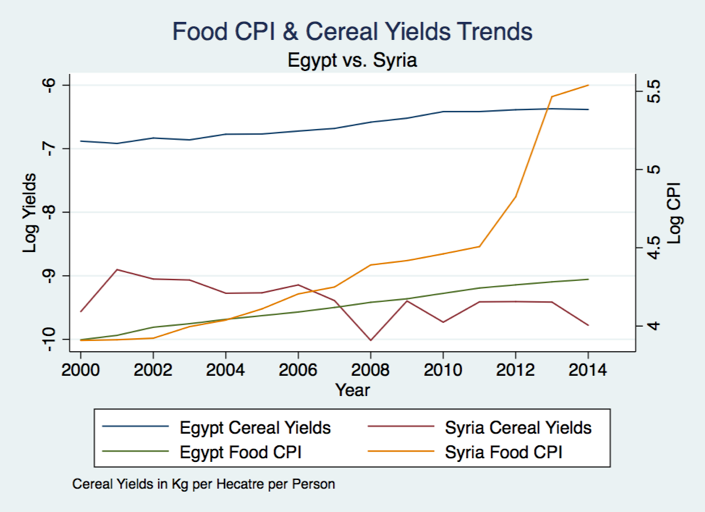 Food CPI & Cereal Yields Trends
Egypt vs. Syria
-6
-7
-8
-9
-10
Log Yields
5.5
5
4.5
4
Log CPI
2000 2002 2004 2006 2008 2010 2012 2014
Year
Egypt Cereal Yields Syria Cereal Yields
Egypt Food CPI Syria Food CPI
Cereal Yields in Kg per Hecatre per Person